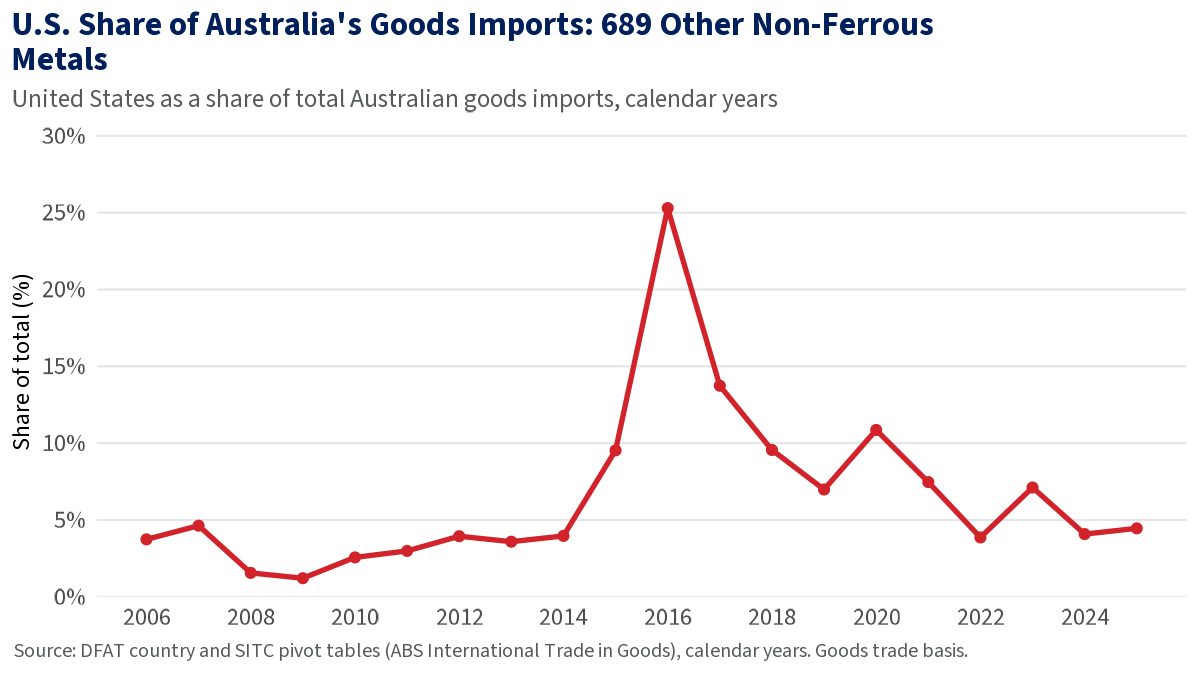 U.S. Share of Australia's Goods Imports: 689 Other Non-Ferrous
Metals
United States as a share of total Australian goods imports, calendar years
Share of total (%)
30%
25%
20%
15%
10%
5%
0%
2006 2008 2010 2012 2014 2016 2018 2020 2022 2024
Source: DFAT country and SITC pivot tables (ABS International Trade in Goods), calendar years. Goods trade basis.